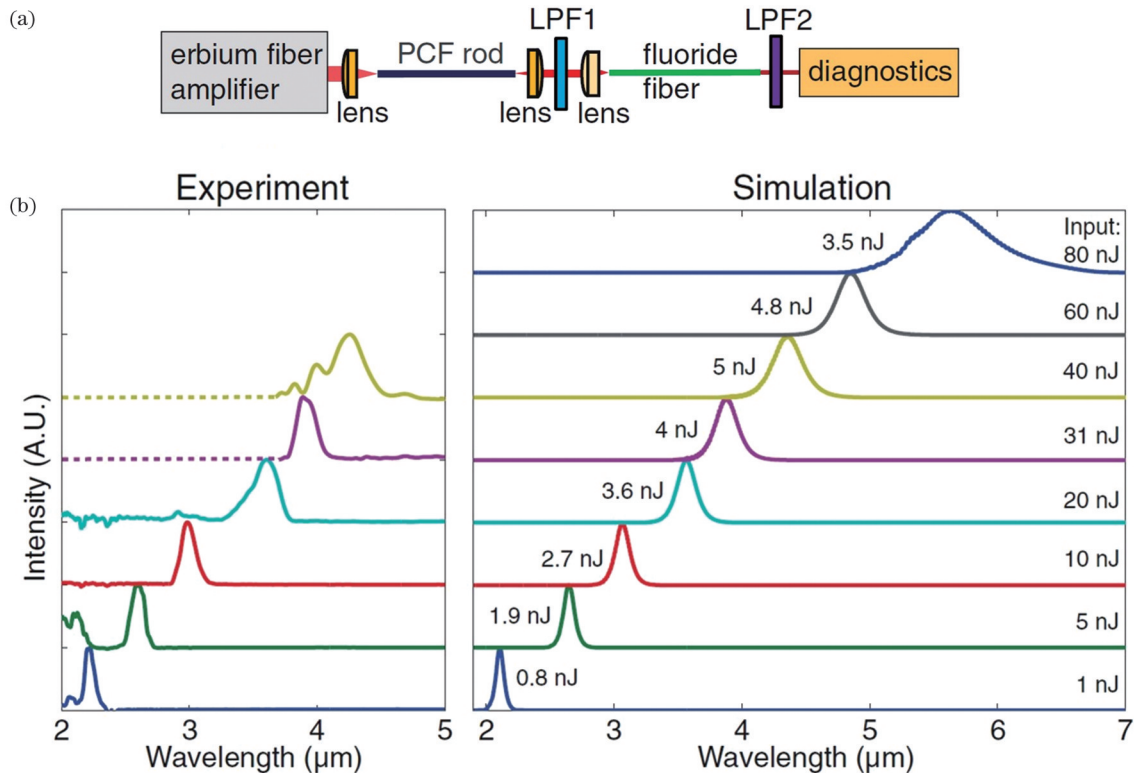 (a)
LPF1
LPF2
erbium fiber
amplifier
PCF rod
fluoride
fiber
diagnostics
lens
lens
lens
(b)
Experiment
Simulation
Intensity (A.U.)
Input:
3.5 nJ
80 nJ
4.8 nJ
60 nJ
5 nJ
40 nJ
4 nJ
31 nJ
3.6 nJ
20 nJ
2.7 nJ
10 nJ
1.9 nJ
5 nJ
0.8 nJ
1 nJ
2 3 4 5
2 3 4 5 6 7
Wavelength (μm)
Wavelength (μm)